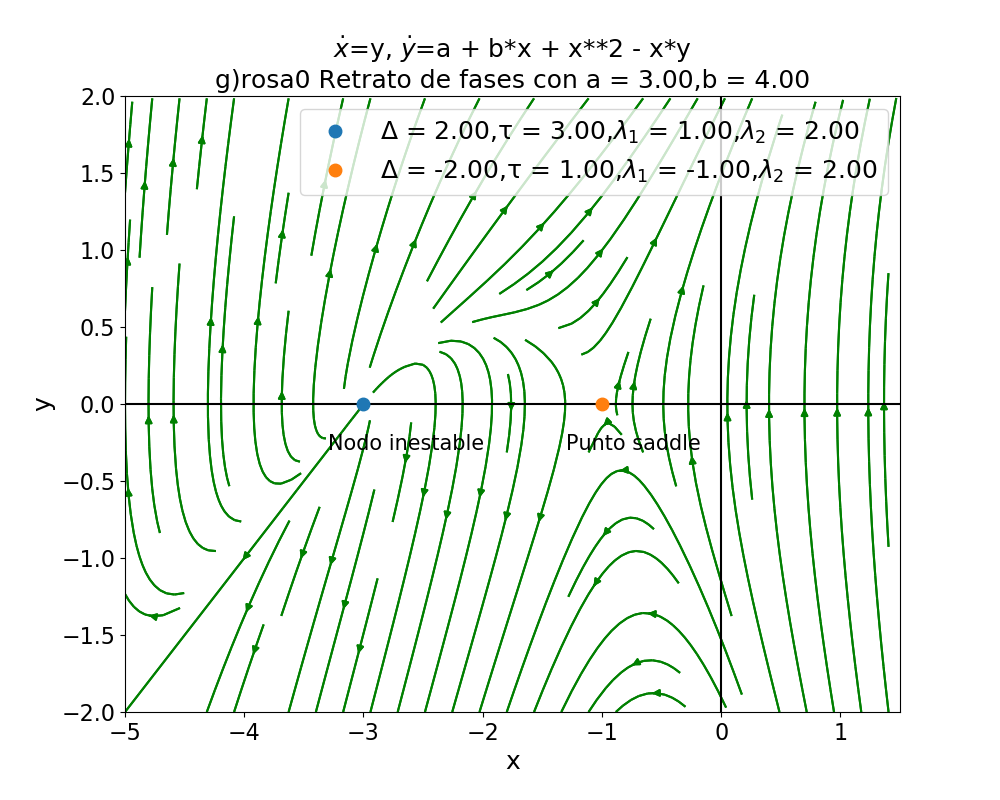 ẋ=y, ẏ=a + b*x + x**2 - x*y
g)rosa0 Retrato de fases con a = 3.00,b = 4.00
Δ = 2.00,τ = 3.00,λ₁ = 1.00,λ₂ = 2.00
Δ = -2.00,τ = 1.00,λ₁ = -1.00,λ₂ = 2.00
2.0
1.5
1.0
0.5
0.0
−0.5
−1.0
−1.5
−2.0
y
Nodo inestable
Punto saddle
−5 −4 −3 −2 −1 0 1
x